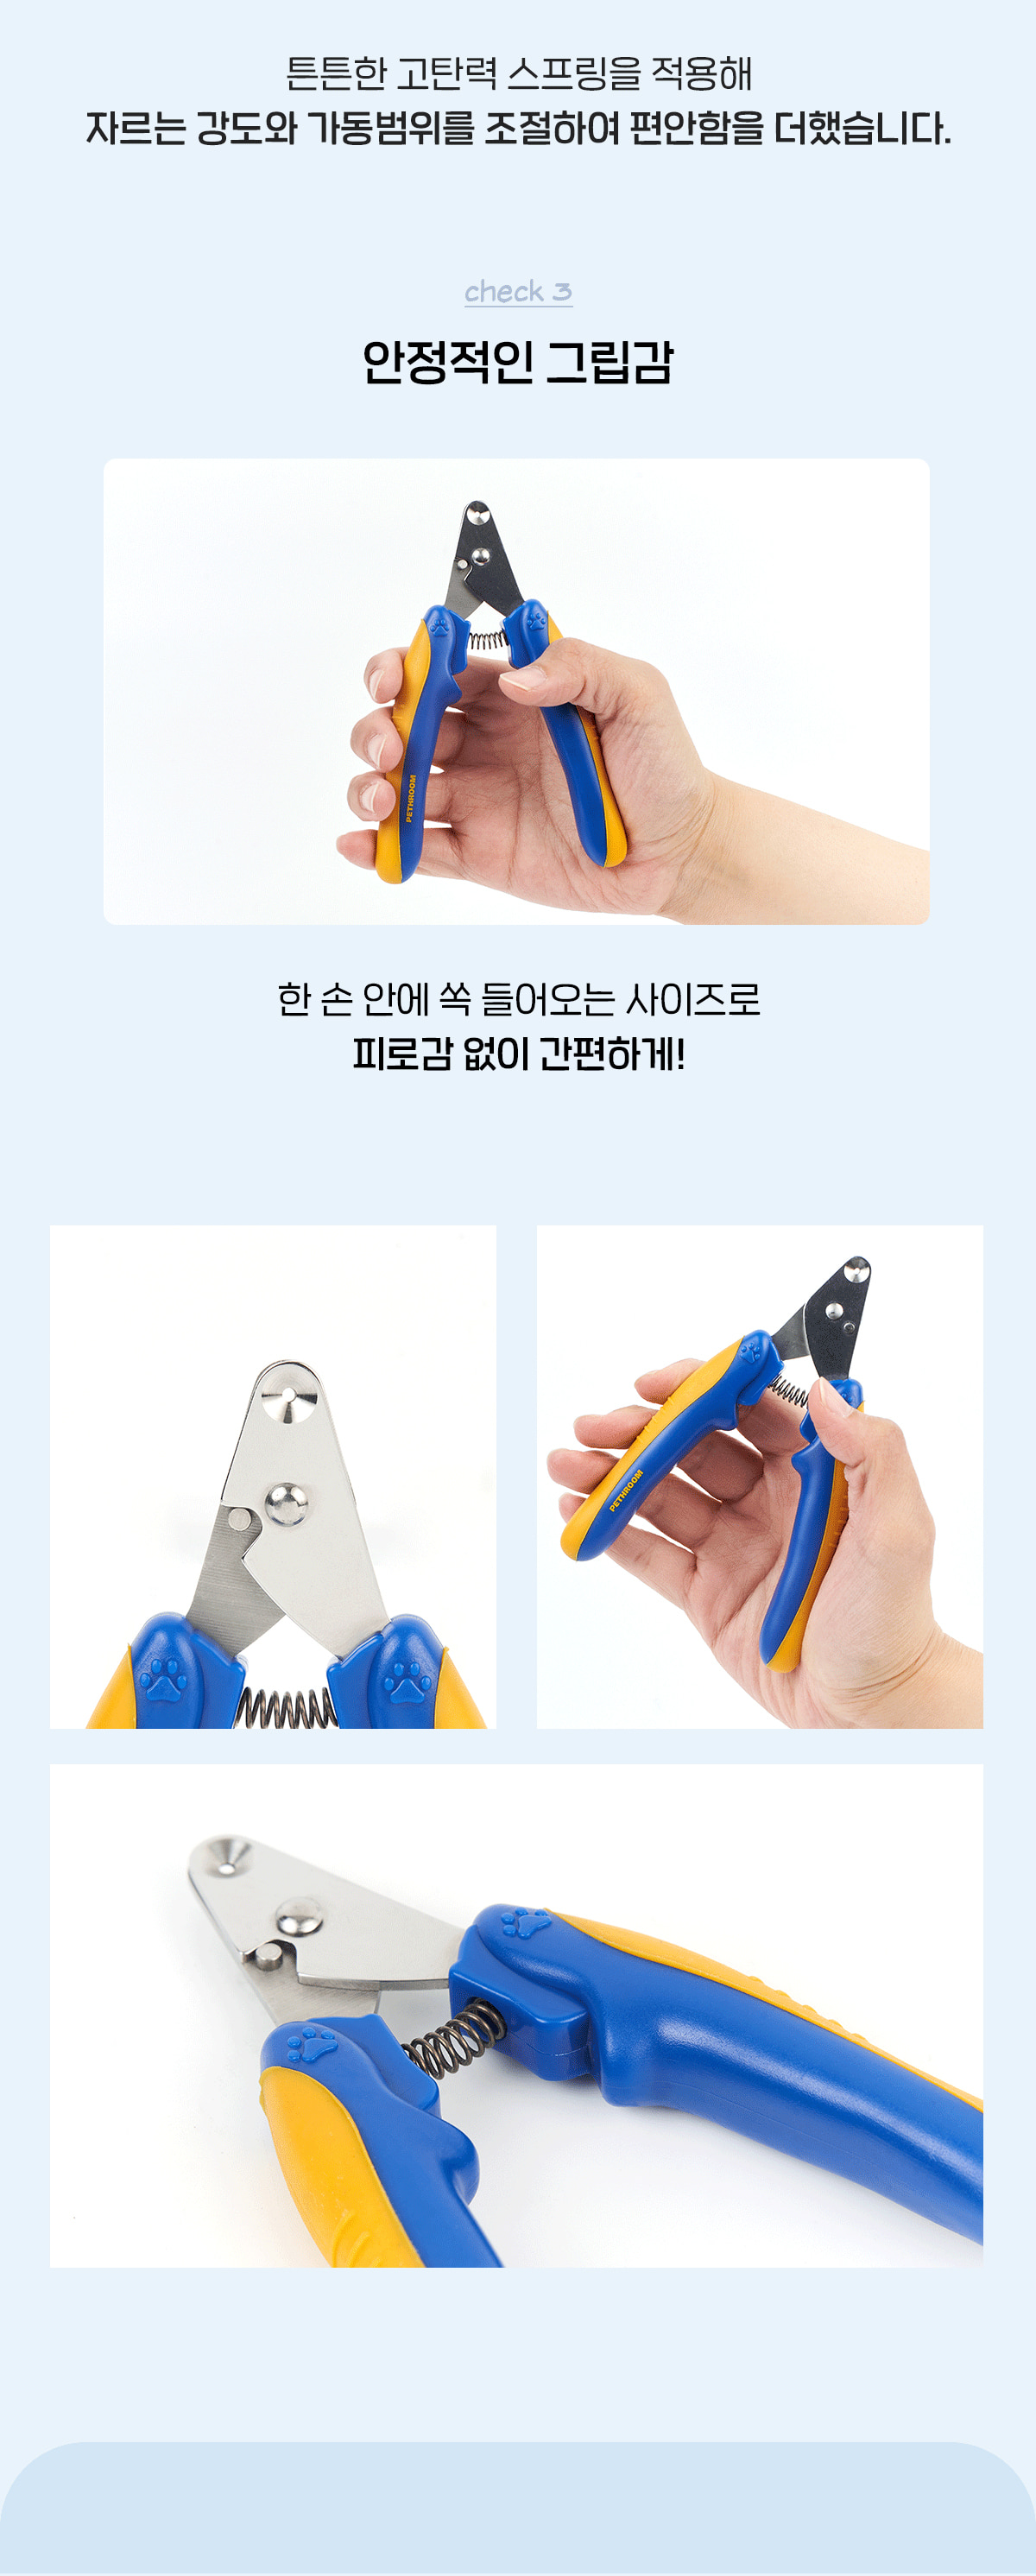 튼튼한 고탄력 스프링을 적용해
자르는 강도와 가동범위를 조절하여 편안함을 더했습니다.
check 3
안정적인 그립감
PETHROOM
한 손 안에 쏙 들어오는 사이즈로
피로감 없이 간편하게!
PETHROOM